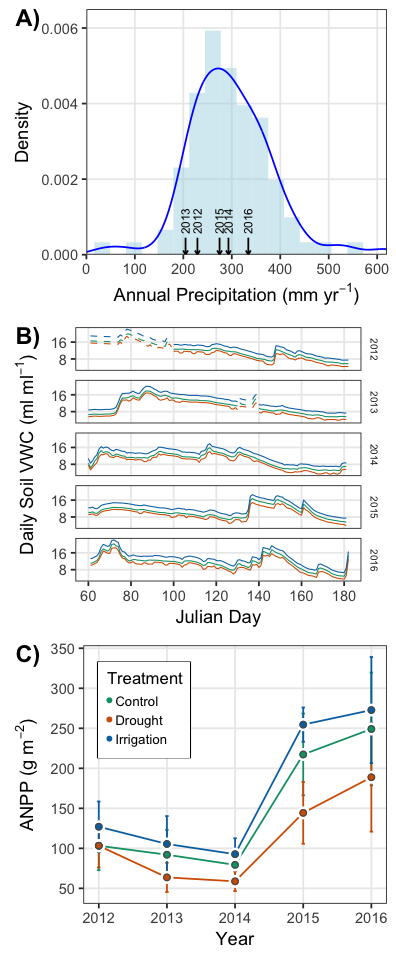 A)
Density
0.006
0.004
0.002
0.000
2013
2012
2015
2014
2016
0 100 200 300 400 500 600
Annual Precipitation (mm yr⁻¹)
B)
Daily Soil VWC (ml ml⁻¹)
16
8
2012
16
8
2013
16
8
2014
16
8
2015
16
8
2016
60 80 100 120 140 160 180
Julian Day
C)
ANPP (g m⁻²)
350
300
250
200
150
100
50
Treatment
Control
Drought
Irrigation
2012 2013 2014 2015 2016
Year